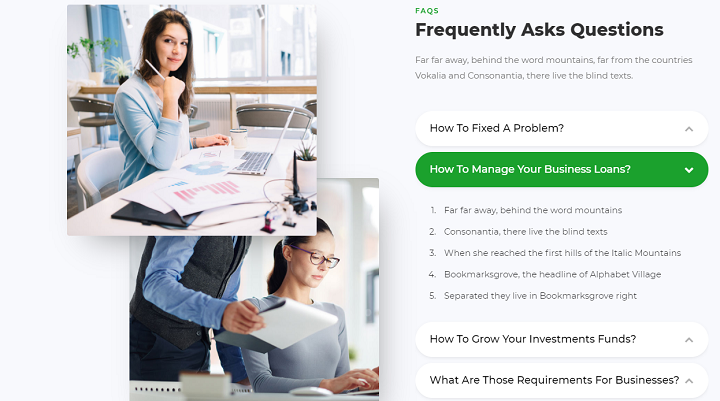 FAQS
Frequently Asks Questions
Far far away, behind the word mountains, far from the countries
Vokalia and Consonantia, there live the blind texts.
How To Fixed A Problem?
How To Manage Your Business Loans?
1. Far far away, behind the word mountains
2. Consonantia, there live the blind texts
3. When she reached the first hills of the Italic Mountains
4. Bookmarksgrove, the headline of Alphabet Village
5. Separated they live in Bookmarksgrove right
How To Grow Your Investments Funds?
What Are Those Requirements For Businesses?